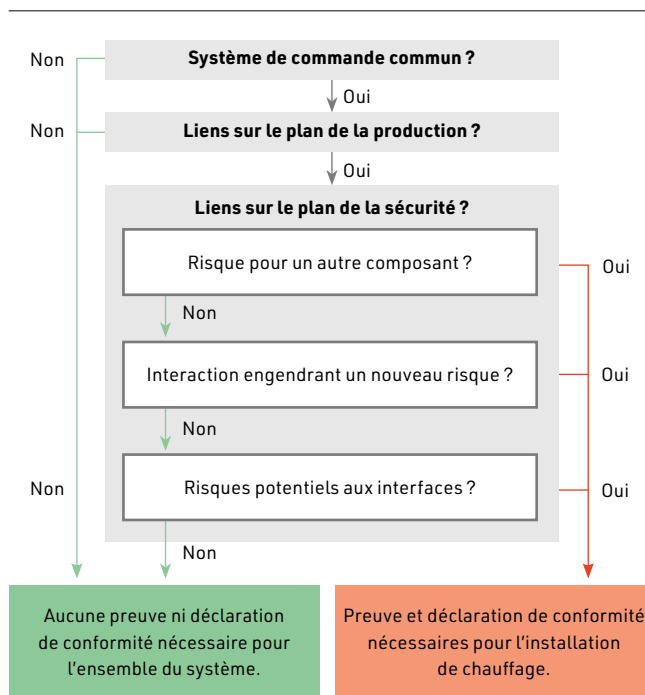 Non
Système de commande commun ?
Oui
Non
Liens sur le plan de la production ?
Oui
Liens sur le plan de la sécurité ?
Risque pour un autre composant ?
Oui
Non
Interaction engendrant un nouveau risque ?
Oui
Non
Non
Risques potentiels aux interfaces ?
Oui
Non
Aucune preuve ni déclaration
de conformité nécessaire pour
l'ensemble du système.
Preuve et déclaration de conformité
nécessaires pour l'installation
de chauffage.